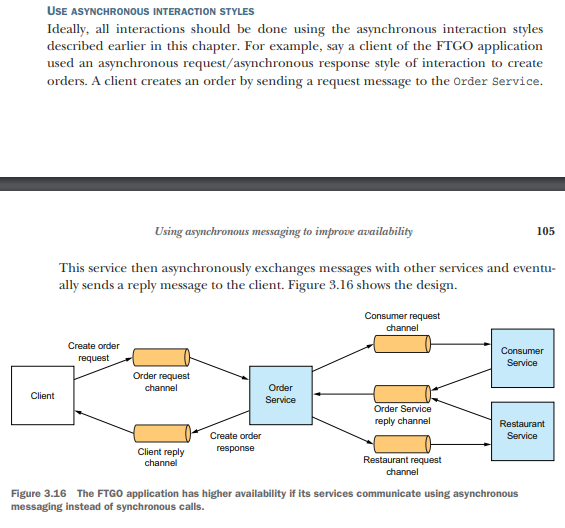 USE ASYNCHRONOUS INTERACTION STYLES
Ideally, all interactions should be done using the asynchronous interaction styles
described earlier in this chapter. For example, say a client of the FTGO application
used an asynchronous request/asynchronous response style of interaction to create
orders. A client creates an order by sending a request message to the Order Service.
Using asynchronous messaging to improve availability 105
This service then asynchronously exchanges messages with other services and eventu-
ally sends a reply message to the client. Figure 3.16 shows the design.
Consumer request
channel
Create order
request
Order request
channel
Consumer
Service
Client
Order
Service
Order Service
reply channel
Restaurant
Service
Create order
response
Client reply
channel
Restaurant request
channel
Figure 3.16 The FTGO application has higher availability if its services communicate using asynchronous
messaging instead of synchronous calls.